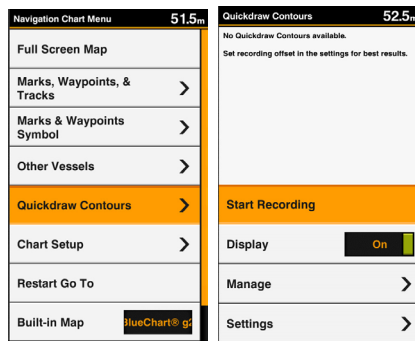 Navigation Chart Menu 51.5m
Full Screen Map
Marks, Waypoints, &
Tracks
Marks & Waypoints
Symbol
Other Vessels
Quickdraw Contours
Chart Setup
Restart Go To
Built-in Map BlueChart® g2
Quickdraw Contours 52.5m
No Quickdraw Contours available.
Set recording offset in the settings for best results.
Start Recording
Display On
Manage
Settings